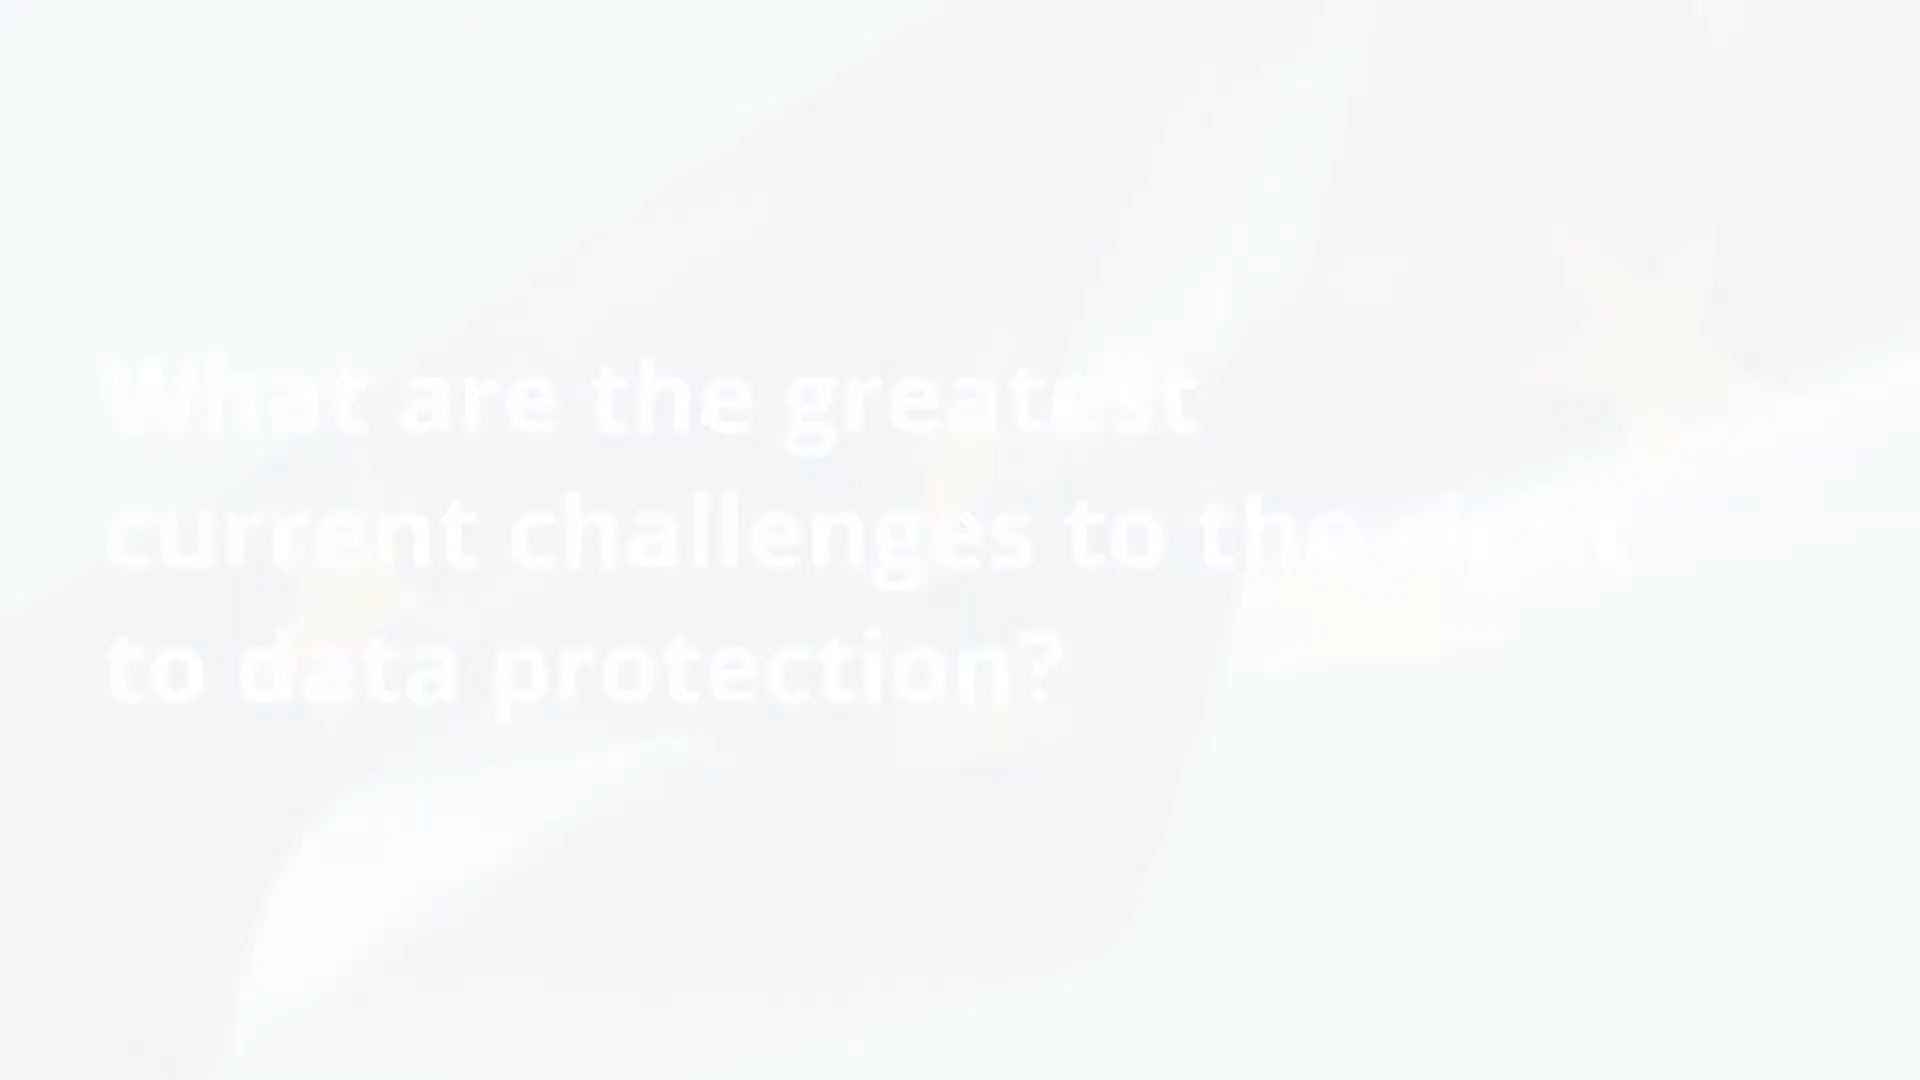 What are the greatest
current challenges to the right
to data protection?